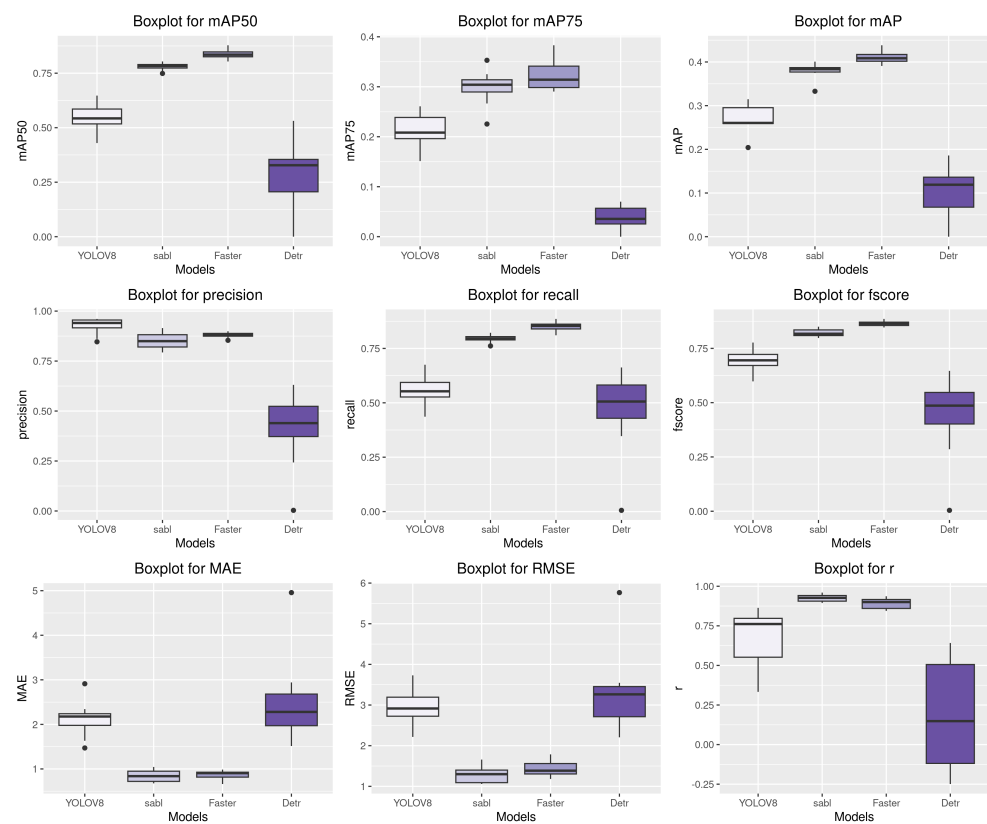 Boxplot for mAP50
Boxplot for mAP75
Boxplot for mAP
mAP50
0.75
0.50
0.25
0.00
YOLOV8 sabl Faster Detr
Models
mAP75
0.4
0.3
0.2
0.1
0.0
YOLOV8 sabl Faster Detr
Models
mAP
0.4
0.3
0.2
0.1
0.0
YOLOV8 sabl Faster Detr
Models
Boxplot for precision
Boxplot for recall
Boxplot for fscore
precision
1.00
0.75
0.50
0.25
0.00
YOLOV8 sabl Faster Detr
Models
recall
0.75
0.50
0.25
0.00
YOLOV8 sabl Faster Detr
Models
fscore
0.75
0.50
0.25
0.00
YOLOV8 sabl Faster Detr
Models
Boxplot for MAE
Boxplot for RMSE
Boxplot for r
MAE
5
4
3
2
1
YOLOV8 sabl Faster Detr
Models
RMSE
6
5
4
3
2
1
YOLOV8 sabl Faster Detr
Models
r
1.00
0.75
0.50
0.25
0.00
-0.25
YOLOV8 sabl Faster Detr
Models